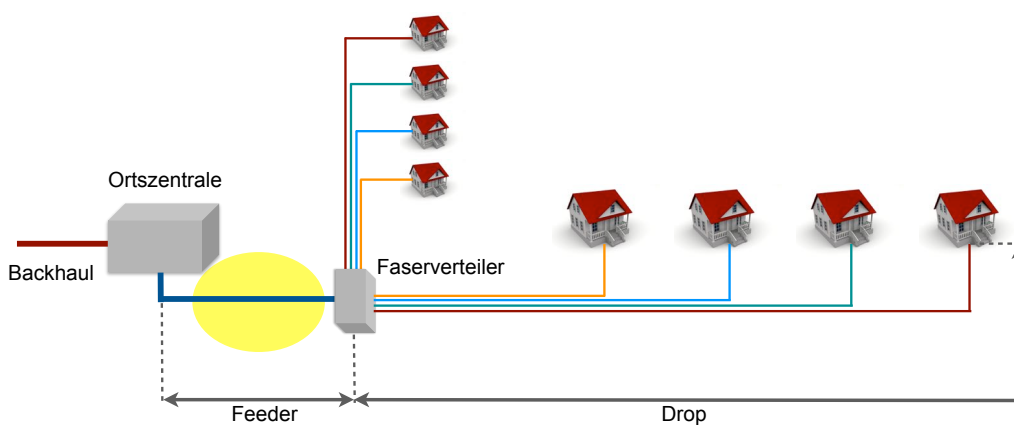 Ortszentrale
Backhaul
Faserverteiler
Feeder
Drop